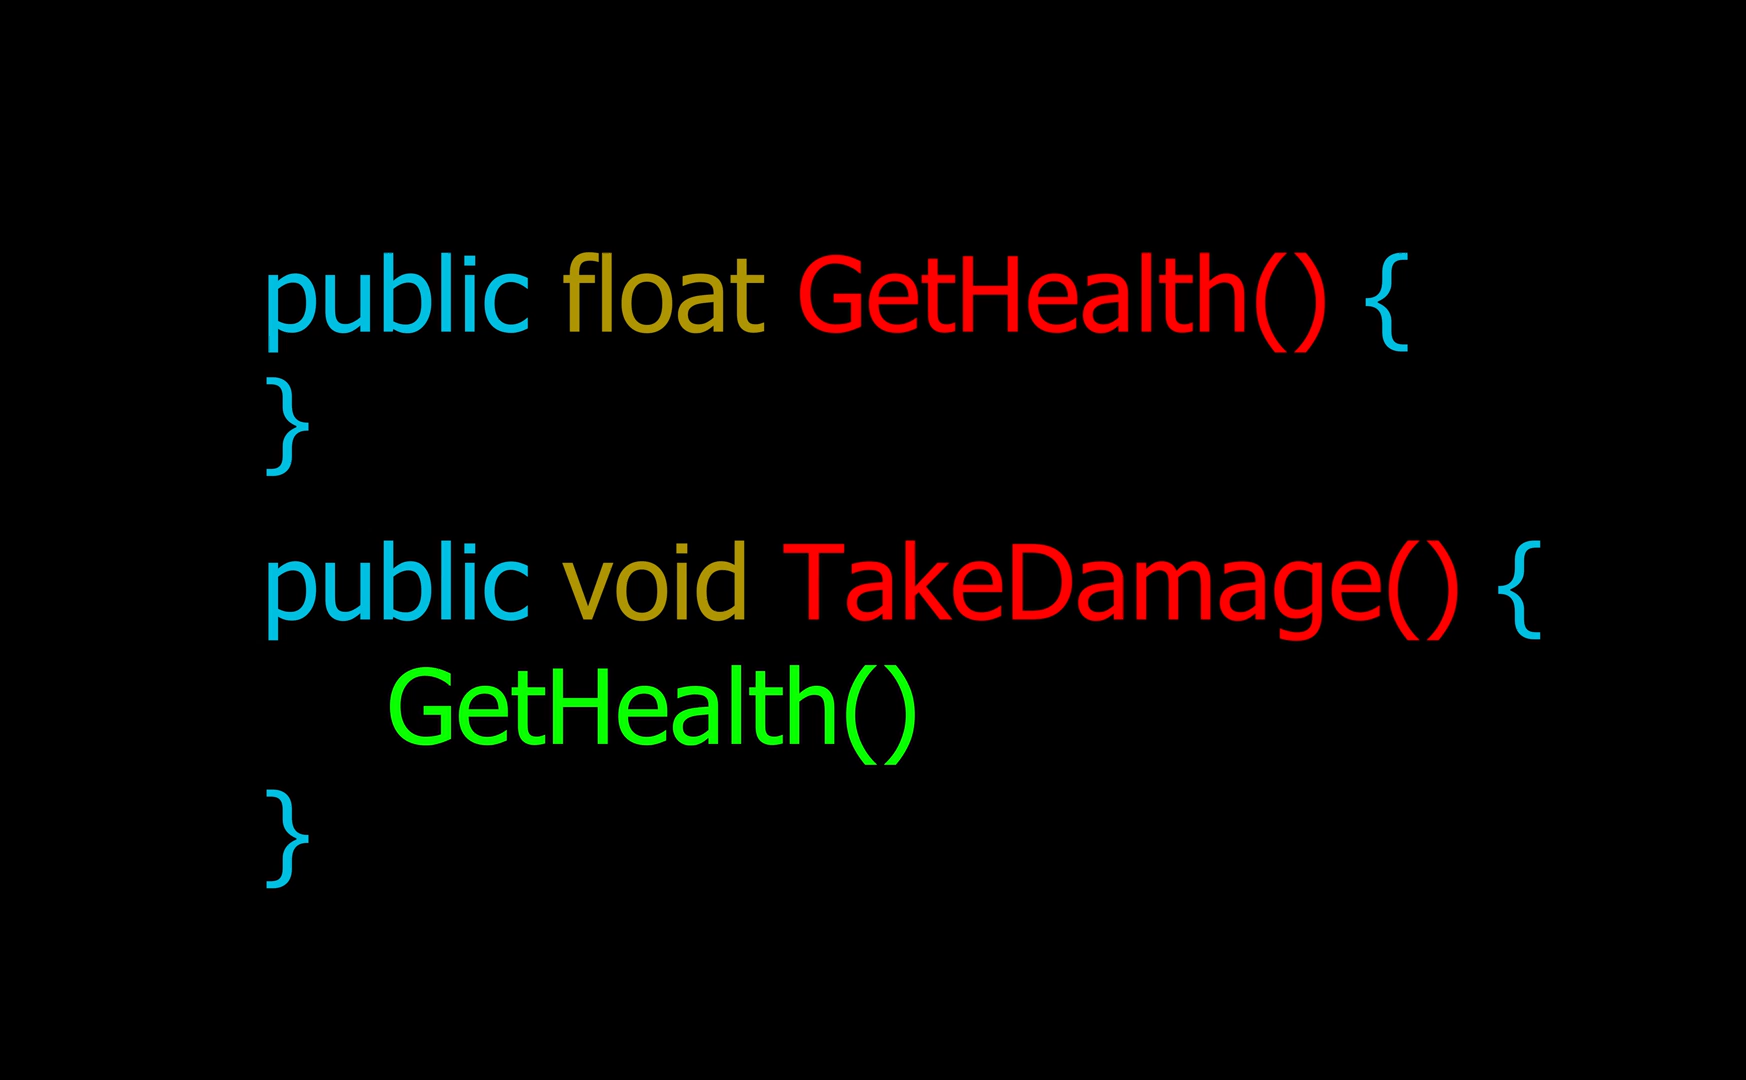 public float GetHealth() {
}
public void TakeDamage() {
GetHealth()
}